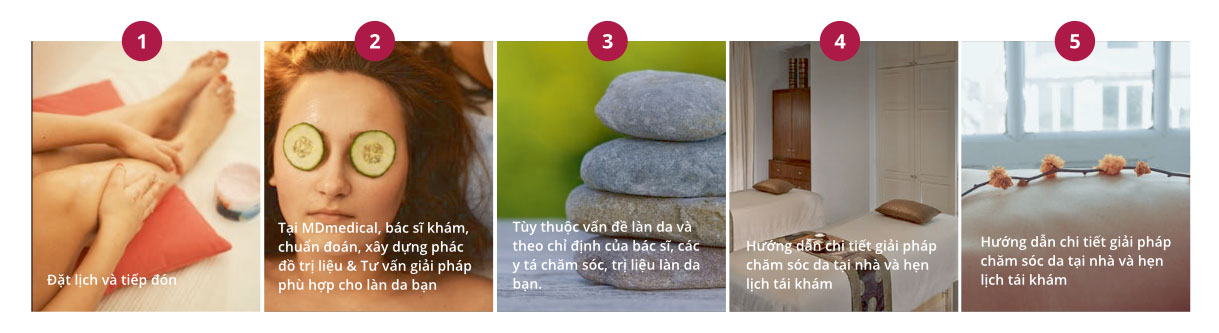 1
2
3
4
5
Đặt lịch và tiếp đón
Tại MDmedical, bác sĩ khám,
chuẩn đoán, xây dựng phác
đồ trị liệu & Tư vấn giải pháp
phù hợp cho làn da bạn
Tùy thuộc vấn đề làn da và
theo chỉ định của bác sĩ, các
y tá chăm sóc, trị liệu làn da
bạn.
Hướng dẫn chi tiết giải pháp
chăm sóc da tại nhà và hẹn
lịch tái khám
Hướng dẫn chi tiết giải pháp
chăm sóc da tại nhà và hẹn
lịch tái khám